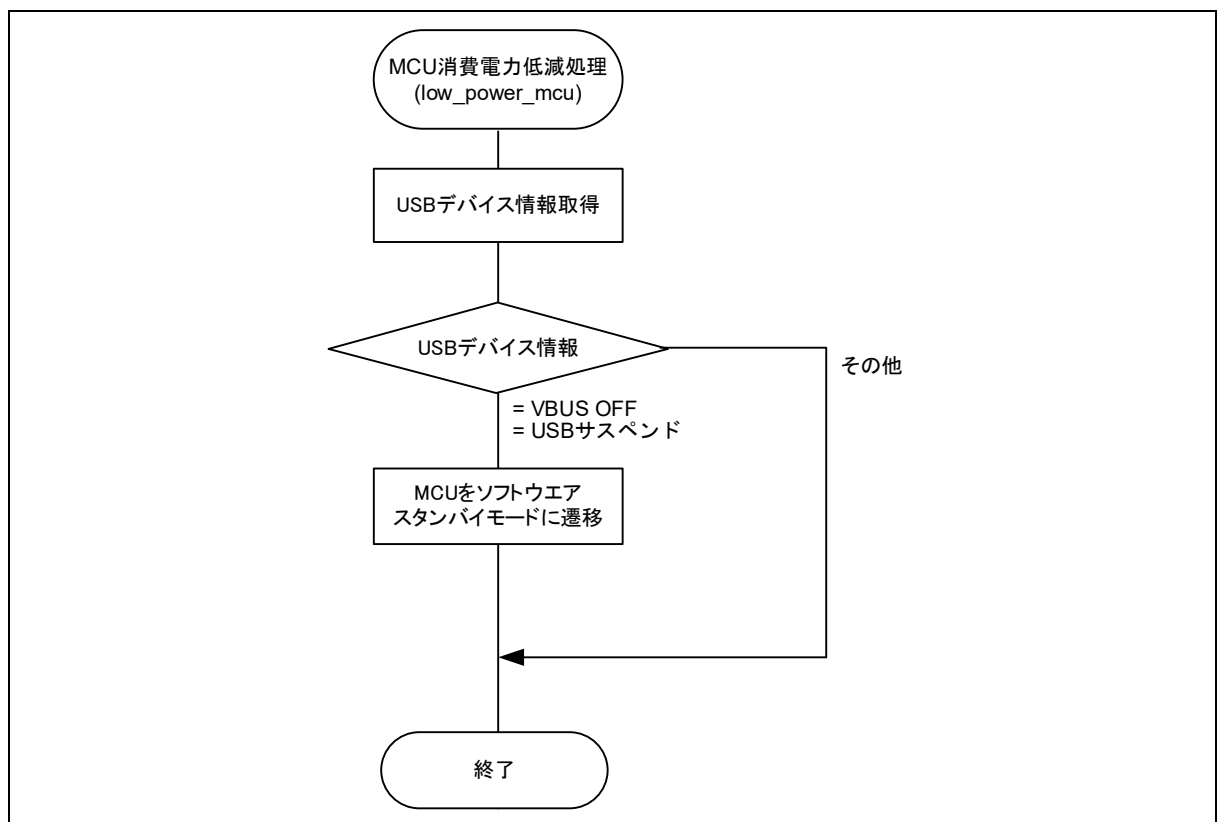 MCU消費電力低減処理
(low_power_mcu)
USBデバイス情報取得
USBデバイス情報
その他
= VBUS OFF
= USBサスペンド
MCUをソフトウエア
スタンバイモードに遷移
終了